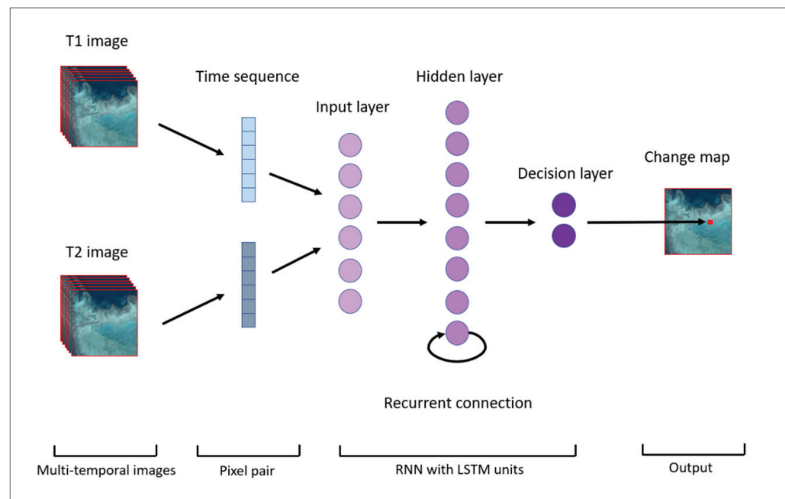 T1 image
Time sequence
Input layer
Hidden layer
Decision layer
Change map
T2 image
Recurrent connection
Multi-temporal images
Pixel pair
RNN with LSTM units
Output